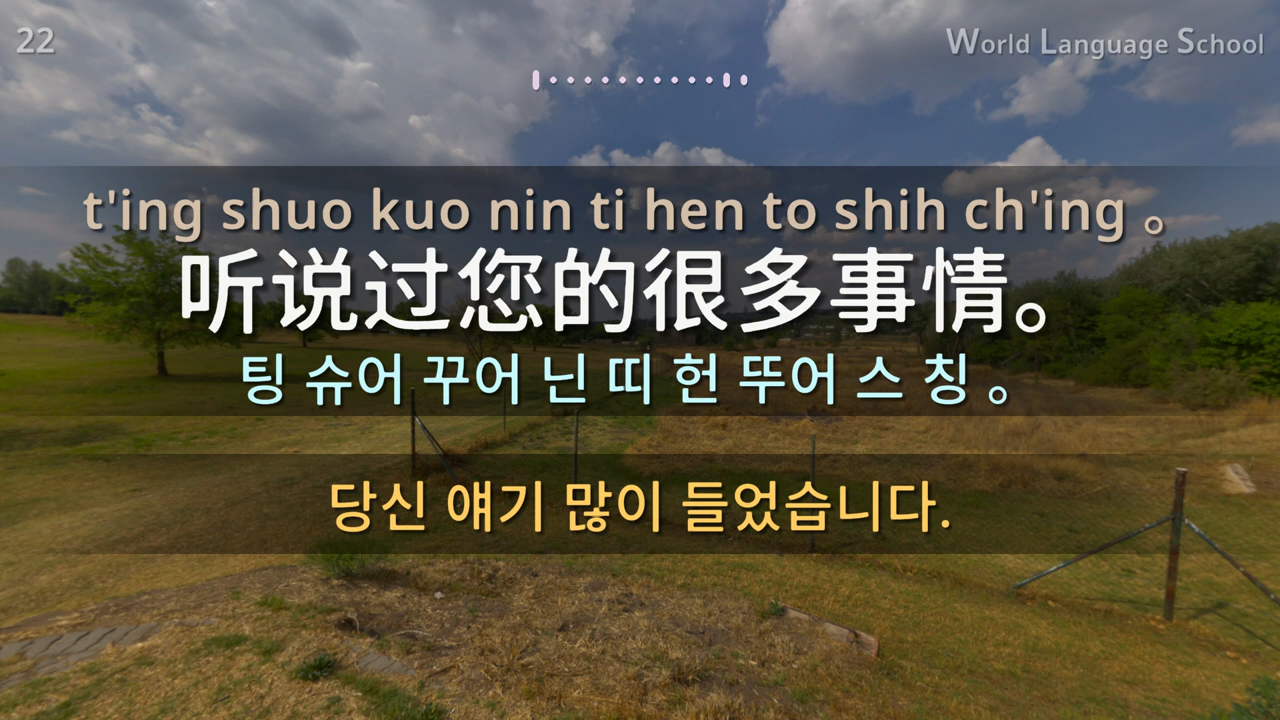 22
World Language School
t'ing shuo kuo nin ti hen to shih ch'ing 。
听说过您的很多事情。
팅 슈어 꾸어 닌 띠 헌 뚜어 스 칭 。
당신 얘기 많이 들었습니다.